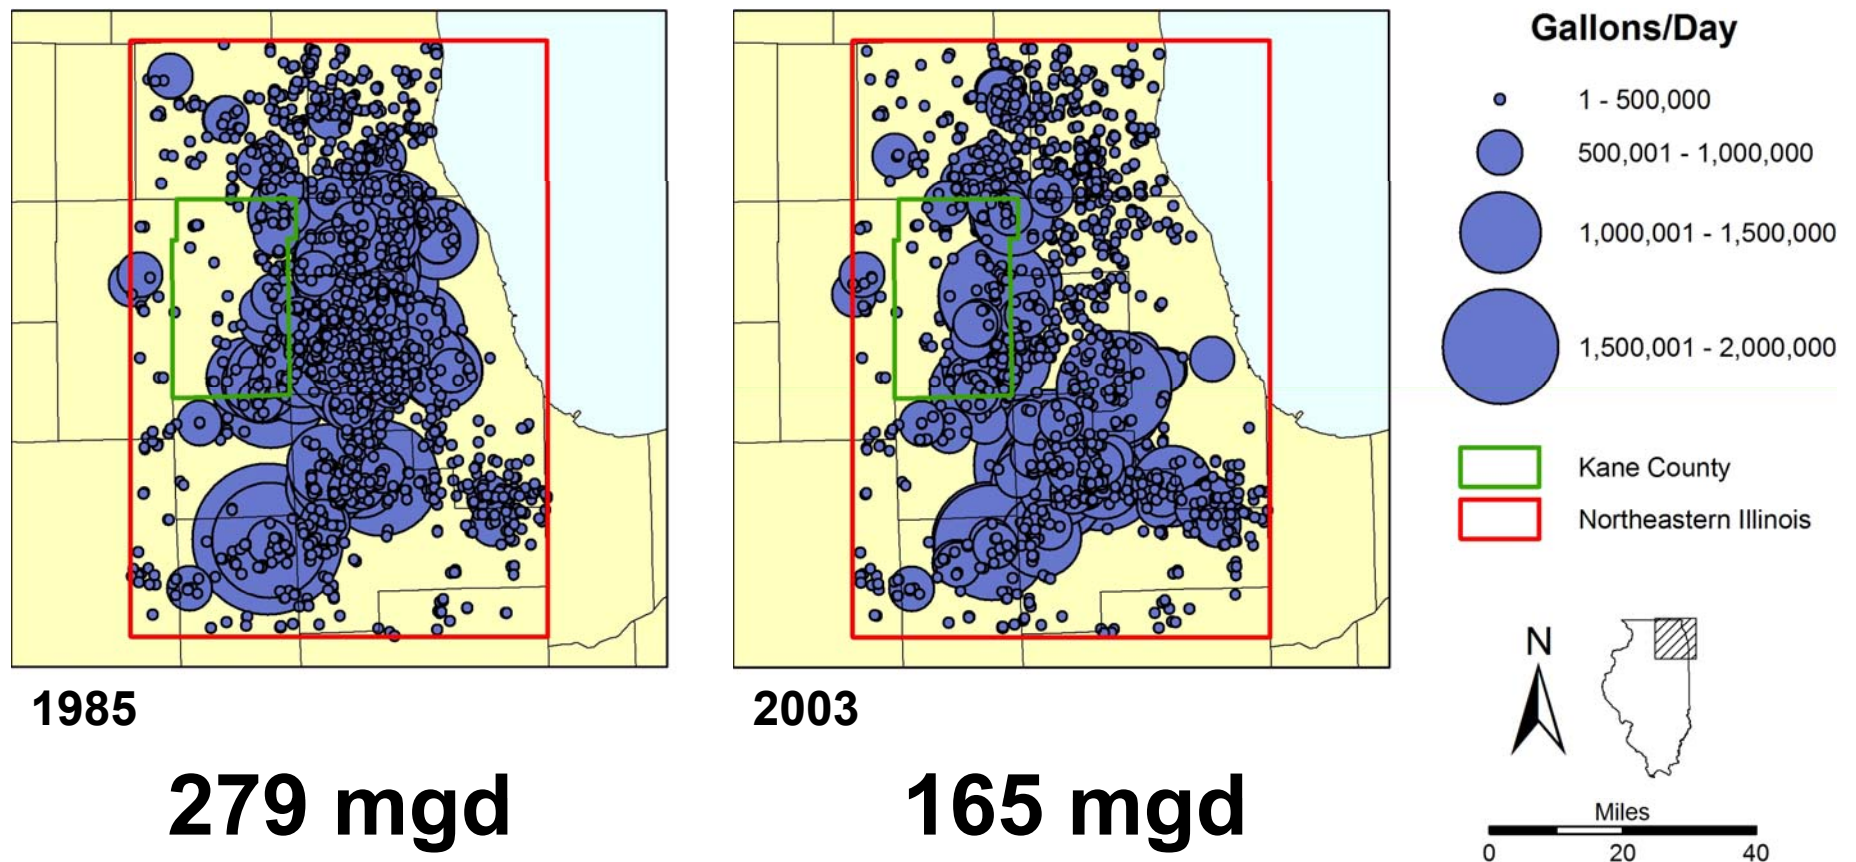 Gallons/Day
1 - 500,000
500,001 - 1,000,000
1,000,001 - 1,500,000
1,500,001 - 2,000,000
Kane County
Northeastern Illinois
1985
2003
279 mgd
165 mgd
N
Miles
0 20 40